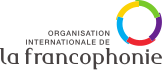 ORGANISATION
INTERNATIONALE DE
la francophonie